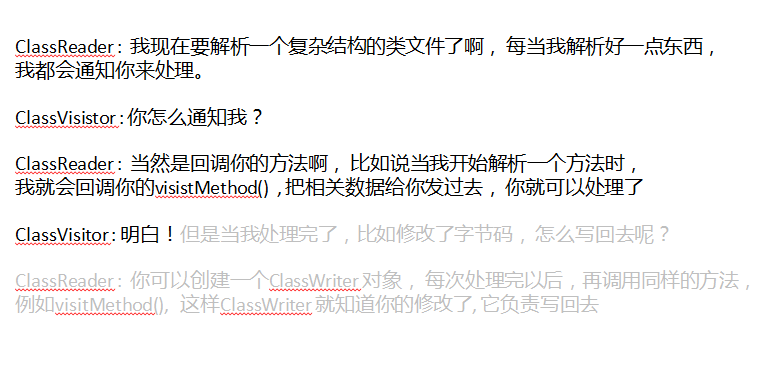 ClassReader : 我现在要解析一个复杂结构的类文件了啊， 每当我解析好一点东西，
我都会通知你来处理。
ClassVisistor : 你怎么通知我？
ClassReader : 当然是回调你的方法啊， 比如说当我开始解析一个方法时，
我就会回调你的visistMethod() ,把相关数据给你发过去， 你就可以处理了
ClassVisitor : 明白！但是当我处理完了，比如修改了字节码， 怎么写回去呢？
ClassReader : 你可以创建一个ClassWriter 对象， 每次处理完以后，再调用同样的方法，
例如visitMethod(), 这样ClassWriter 就知道你的修改了, 它负责写回去